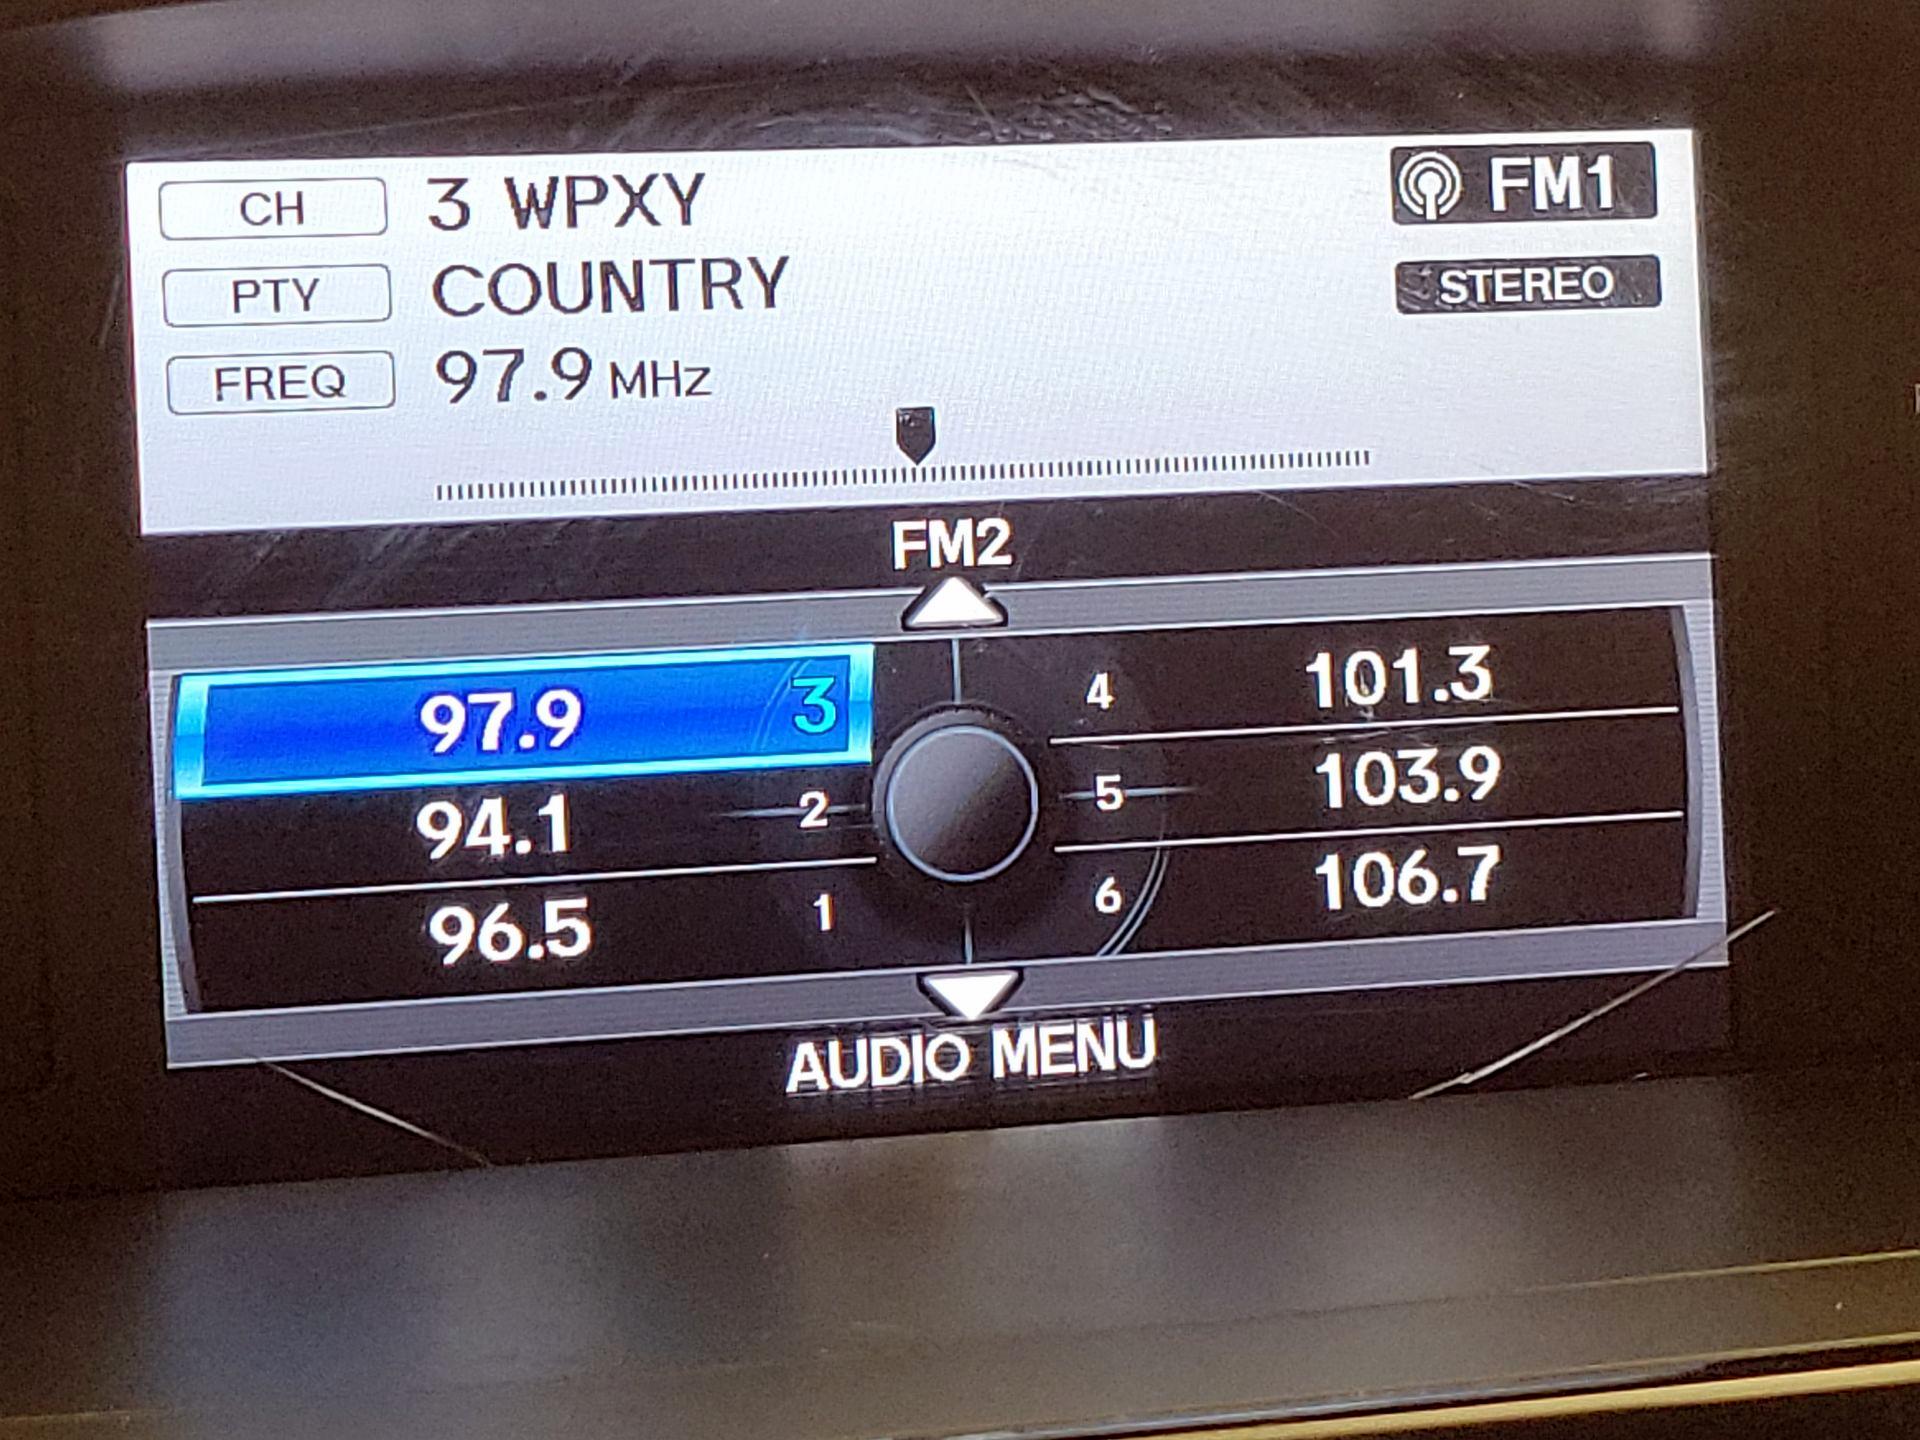 CH 3 WPXY FM1
PTY COUNTRY STEREO
FREQ 97.9 MHz
FM2
97.9 3 4 101.3
94.1 2 5 103.9
96.5 1 6 106.7
AUDIO MENU